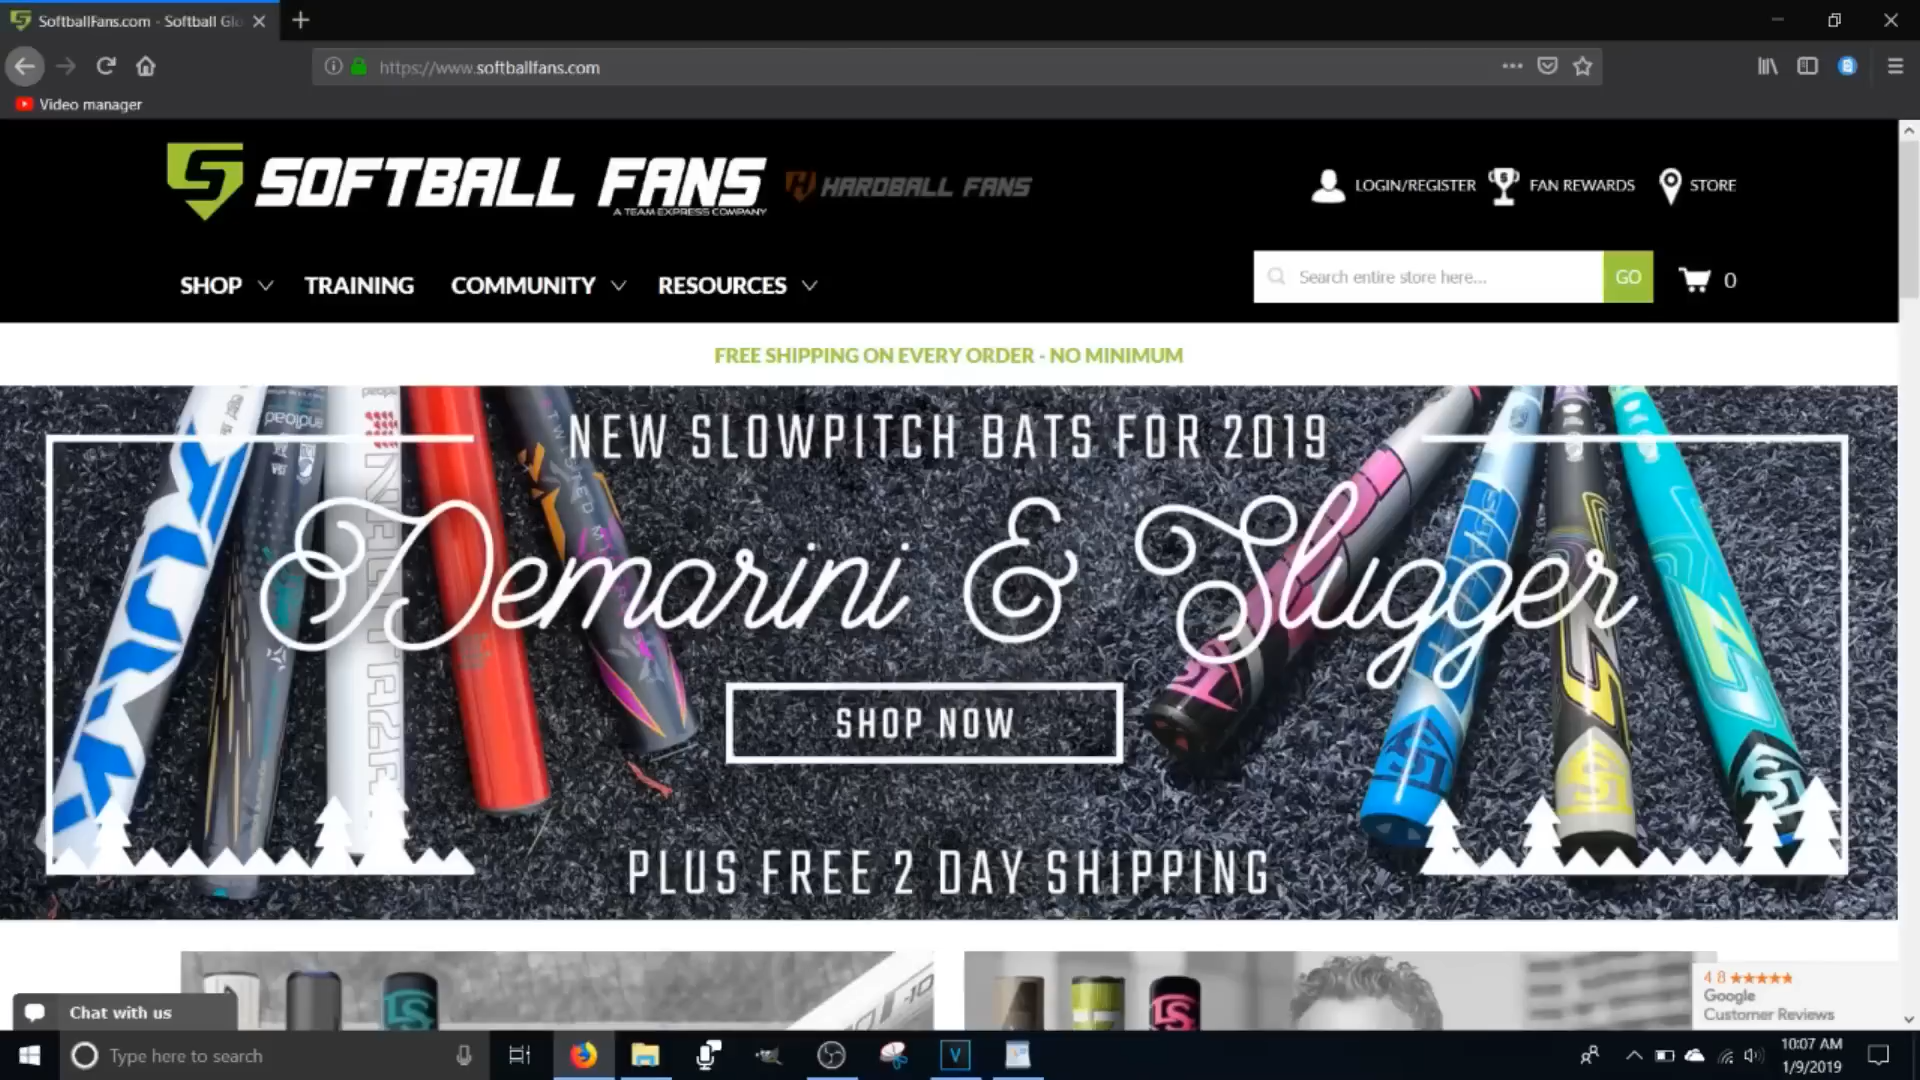 SoftballFans.com - Softball Glo
https://www.softballfans.com
Video manager
SOFTBALL FANS
A TEAM EXPRESS COMPANY
HARDBALL FANS
LOGIN/REGISTER
FAN REWARDS
STORE
SHOP
TRAINING
COMMUNITY
RESOURCES
Search entire store here...
GO
0
FREE SHIPPING ON EVERY ORDER - NO MINIMUM
NEW SLOWPITCH BATS FOR 2019
Demarini & Slugger
SHOP NOW
PLUS FREE 2 DAY SHIPPING
4.8
Google
Customer Reviews
Chat with us
Type here to search
10:07 AM
1/9/2019